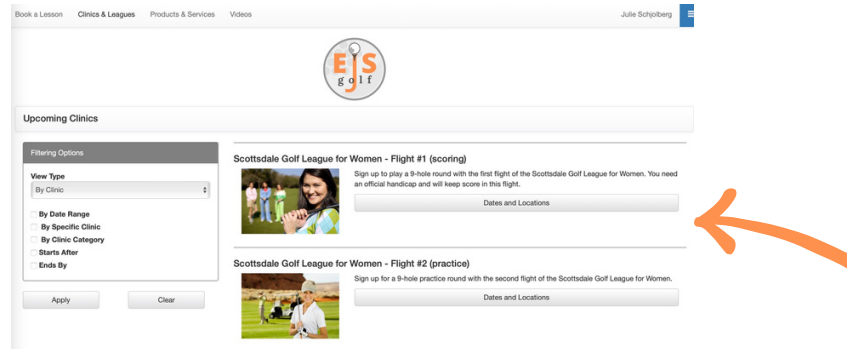 Book a Lesson Clinics & Leagues Products & Services Videos Julie Schjolberg
EJS
golf
Upcoming Clinics
Filtering Options
View Type
By Clinic
By Date Range
By Specific Clinic
By Clinic Category
Starts After
Ends By
Apply Clear
Scottsdale Golf League for Women - Flight #1 (scoring)
Sign up to play a 9-hole round with the first flight of the Scottsdale Golf League for Women. You need
an official handicap and will keep score in this flight.
Dates and Locations
Scottsdale Golf League for Women - Flight #2 (practice)
Sign up for a 9-hole practice round with the second flight of the Scottsdale Golf League for Women.
Dates and Locations